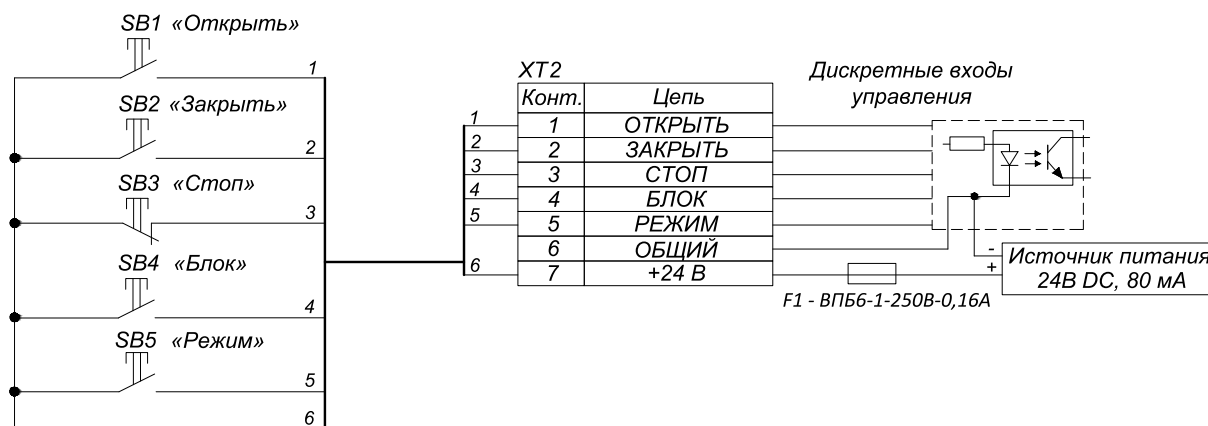 SB1 «Открыть»
1
SB2 «Закрыть»
2
SB3 «Стоп»
3
SB4 «Блок»
4
SB5 «Режим»
5
6
XT2
Конт. Цепь
1 1 ОТКРЫТЬ
2 2 ЗАКРЫТЬ
3 3 СТОП
4 4 БЛОК
5 5 РЕЖИМ
6 ОБЩИЙ
6 7 +24 В
Дискретные входы
управления
- Источник питания
+ 24В DC, 80 мА
F1 - ВПБ6-1-250В-0,16А